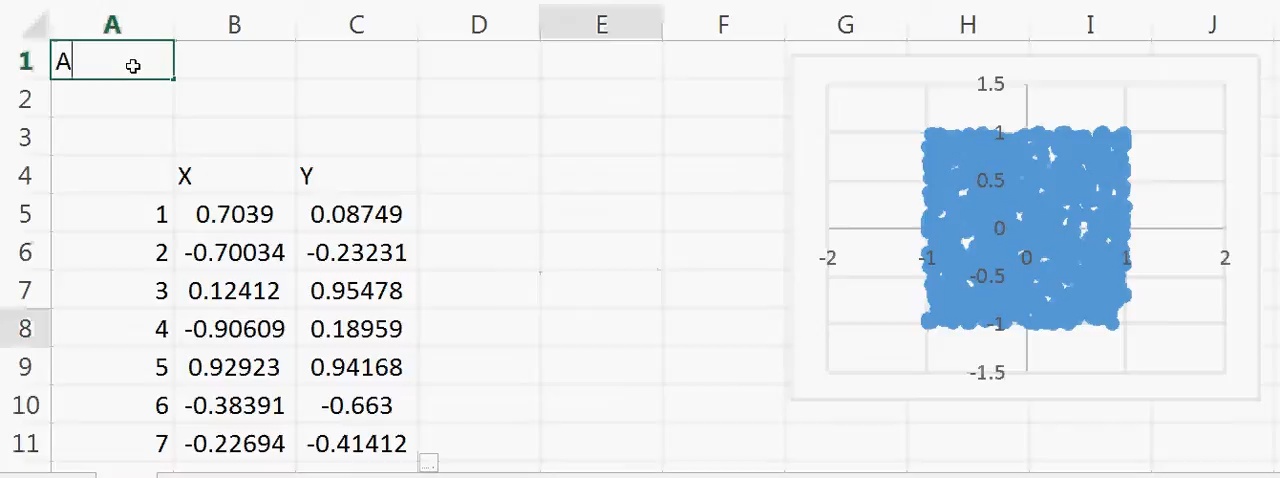 A B C D E F G H I J
1 A
2
3
4 X Y
5 1 0.7039 0.08749
6 2 -0.70034 -0.23231
7 3 0.12412 0.95478
8 4 -0.90609 0.18959
9 5 0.92923 0.94168
10 6 -0.38391 -0.663
11 7 -0.22694 -0.41412
1.5
1
0.5
0
-2 -1 0 1 2
-0.5
-1
-1.5